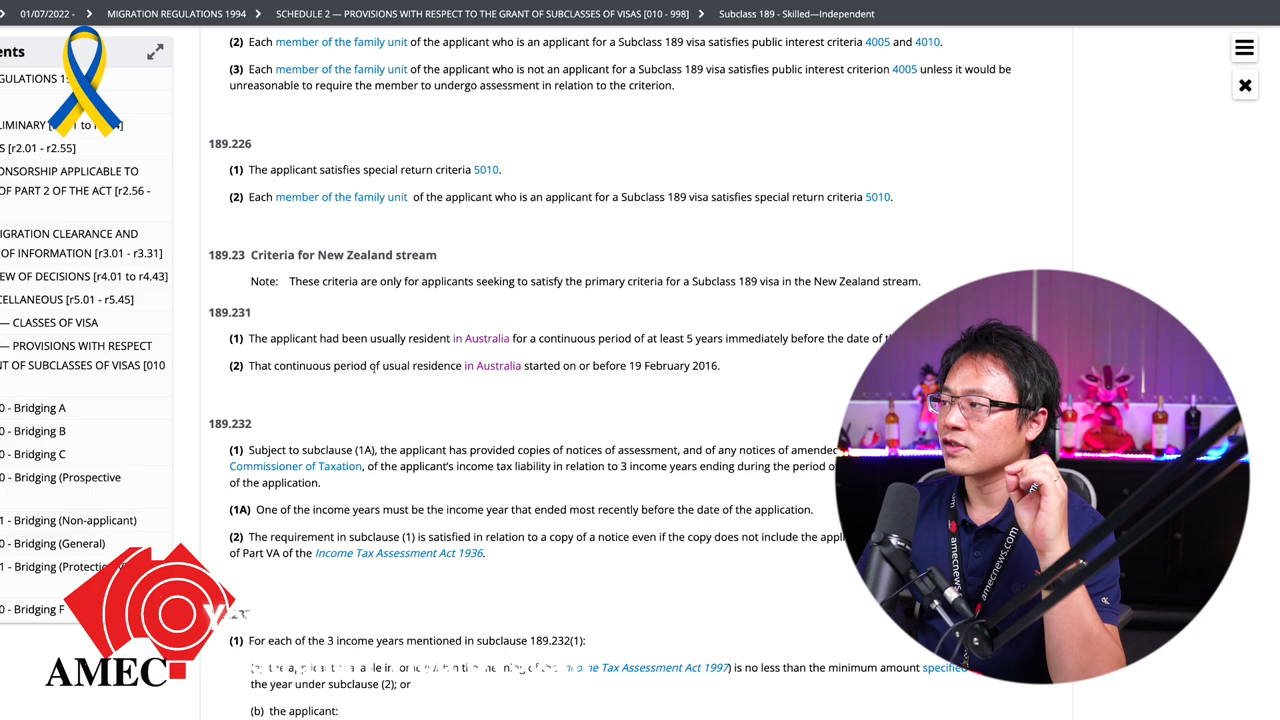 01/07/2022 - > MIGRATION REGULATIONS 1994 > SCHEDULE 2 — PROVISIONS WITH RESPECT TO THE GRANT OF SUBCLASSES OF VISAS [010 - 998] > Subclass 189 - Skilled—Independent
ents
GULATIONS 19
LIMINARY [
1 to
4]
S [r2.01 - r2.55]
ONSORSHIP APPLICABLE TO
OF PART 2 OF THE ACT [r2.56 -
IGRATION CLEARANCE AND
OF INFORMATION [r3.01 - r3.31]
EW OF DECISIONS [r4.01 to r4.43]
CELLANEOUS [r5.01 - r5.45]
— CLASSES OF VISA
— PROVISIONS WITH RESPECT
NT OF SUBCLASSES OF VISAS [010
0 - Bridging A
0 - Bridging B
0 - Bridging C
0 - Bridging (Prospective
1 - Bridging (Non-applicant)
0 - Bridging (General)
1 - Bridging (Protectio
0 - Bridging F
AMEC
(2) Each member of the family unit of the applicant who is an applicant for a Subclass 189 visa satisfies public interest criteria 4005 and 4010.
(3) Each member of the family unit of the applicant who is not an applicant for a Subclass 189 visa satisfies public interest criterion 4005 unless it would be
unreasonable to require the member to undergo assessment in relation to the criterion.
189.226
(1) The applicant satisfies special return criteria 5010.
(2) Each member of the family unit of the applicant who is an applicant for a Subclass 189 visa satisfies special return criteria 5010.
189.23 Criteria for New Zealand stream
Note: These criteria are only for applicants seeking to satisfy the primary criteria for a Subclass 189 visa in the New Zealand stream.
189.231
(1) The applicant had been usually resident in Australia for a continuous period of at least 5 years immediately before the date of
(2) That continuous period of usual residence in Australia started on or before 19 February 2016.
189.232
(1) Subject to subclause (1A), the applicant has provided copies of notices of assessment, and of any notices of amended
Commissioner of Taxation, of the applicant's income tax liability in relation to 3 income years ending during the period o
of the application.
(1A) One of the income years must be the income year that ended most recently before the date of the application.
(2) The requirement in subclause (1) is satisfied in relation to a copy of a notice even if the copy does not include the appli
of Part VA of the Income Tax Assessment Act 1936.
(1) For each of the 3 income years mentioned in subclause 189.232(1):
Income Tax Assessment Act 1997) is no less than the minimum amount specified
the year under subclause (2); or
(b) the applicant:
amecnews.com